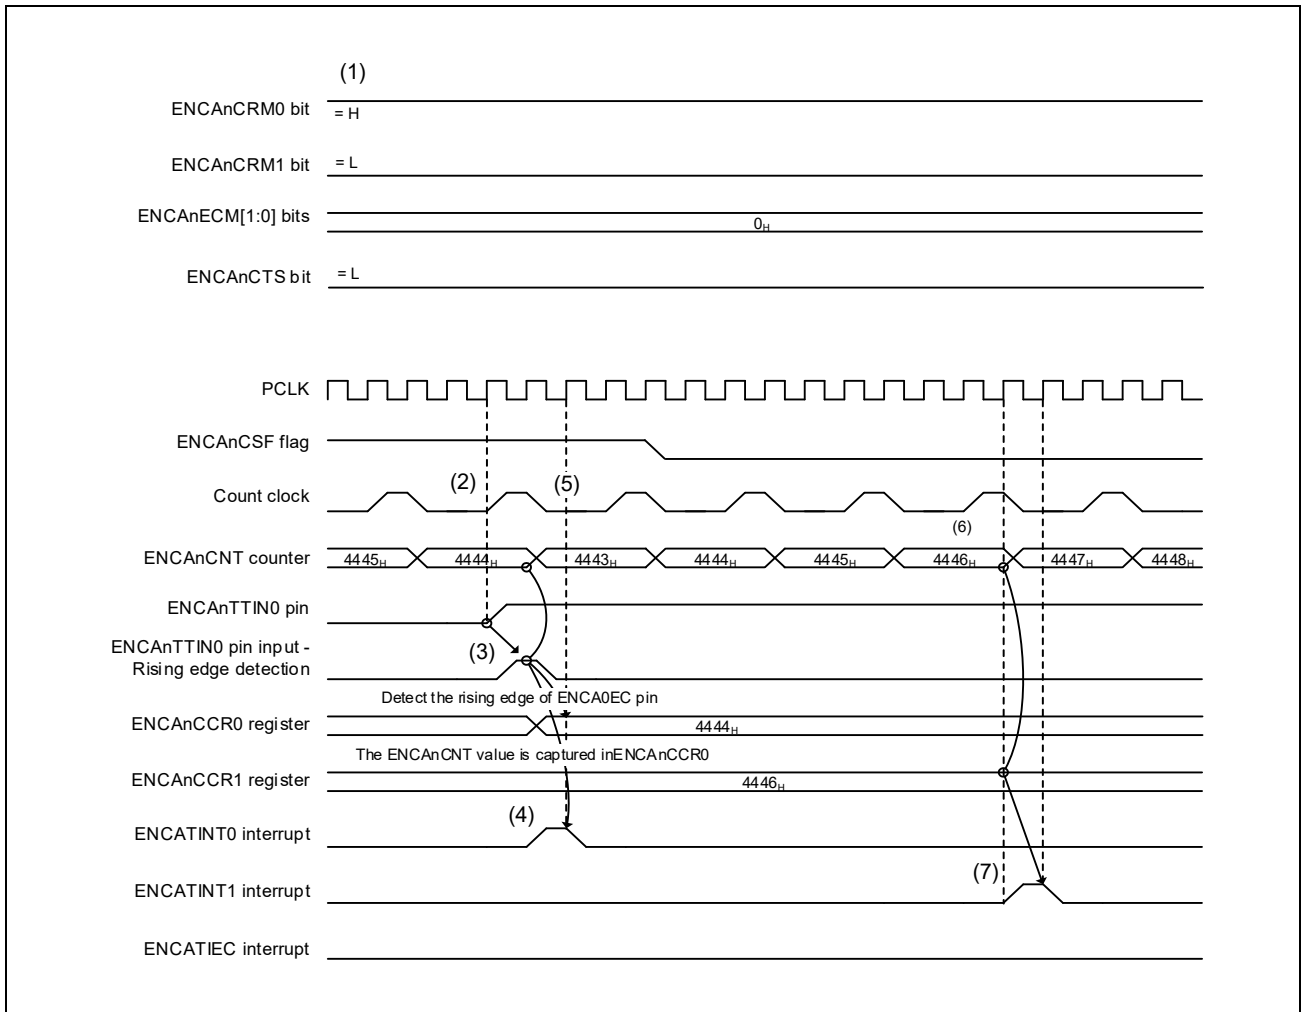 (1)
ENCAnCRM0 bit
= H
ENCAnCRM1 bit
= L
ENCAnECM[1:0] bits
0H
ENCAnCTS bit
= L
PCLK
ENCAnCSF flag
(2)
(5)
Count clock
(6)
ENCAnCNT counter
4445H 4444H 4443H 4444H 4445H 4446H 4447H 4448H
ENCAnTTIN0 pin
ENCAnTTIN0 pin input -
Rising edge detection
(3)
Detect the rising edge of ENCA0EC pin
ENCAnCCR0 register
4444H
The ENCAnCNT value is captured inENCAnCCR0
ENCAnCCR1 register
4446H
(4)
ENCATINT0 interrupt
(7)
ENCATINT1 interrupt
ENCATIEC interrupt